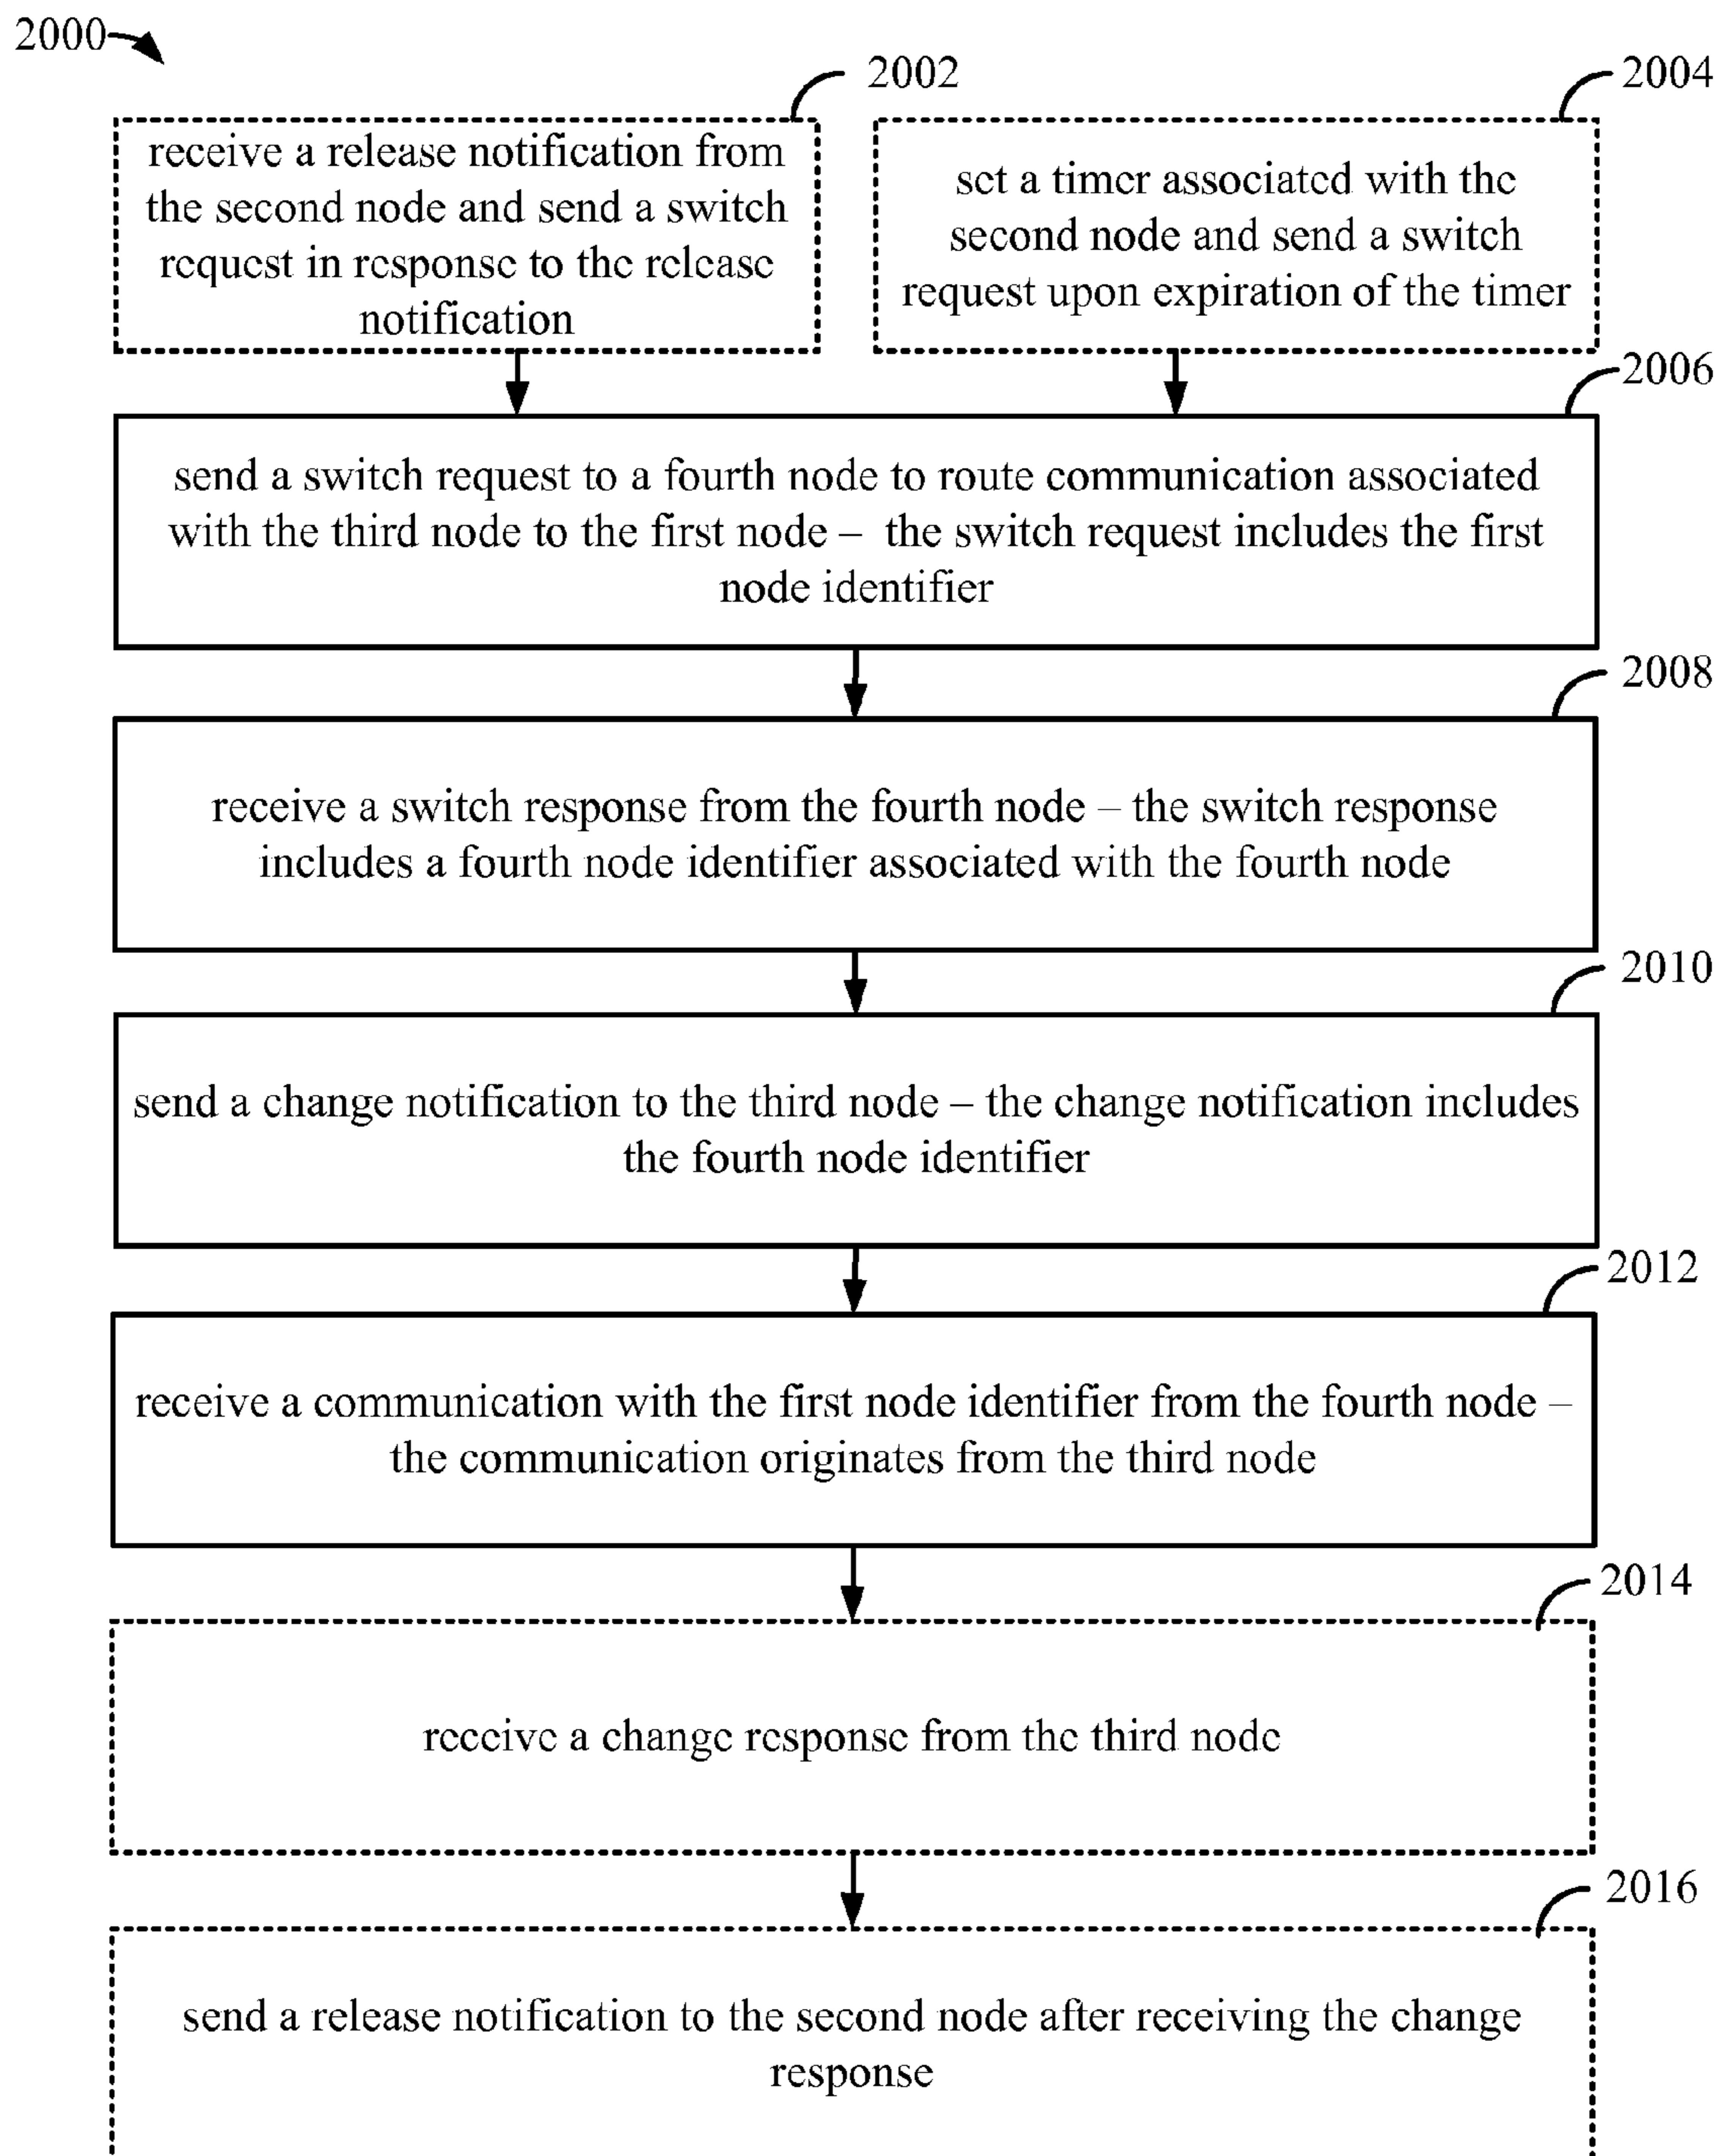 2000
2002
2004
receive a release notification from
the second node and send a switch
request in response to the release
notification
set a timer associated with the
second node and send a switch
request upon expiration of the timer
2006
send a switch request to a fourth node to route communication associated
with the third node to the first node – the switch request includes the first
node identifier
2008
receive a switch response from the fourth node – the switch response
includes a fourth node identifier associated with the fourth node
2010
send a change notification to the third node – the change notification includes
the fourth node identifier
2012
receive a communication with the first node identifier from the fourth node –
the communication originates from the third node
2014
receive a change response from the third node
2016
send a release notification to the second node after receiving the change
response